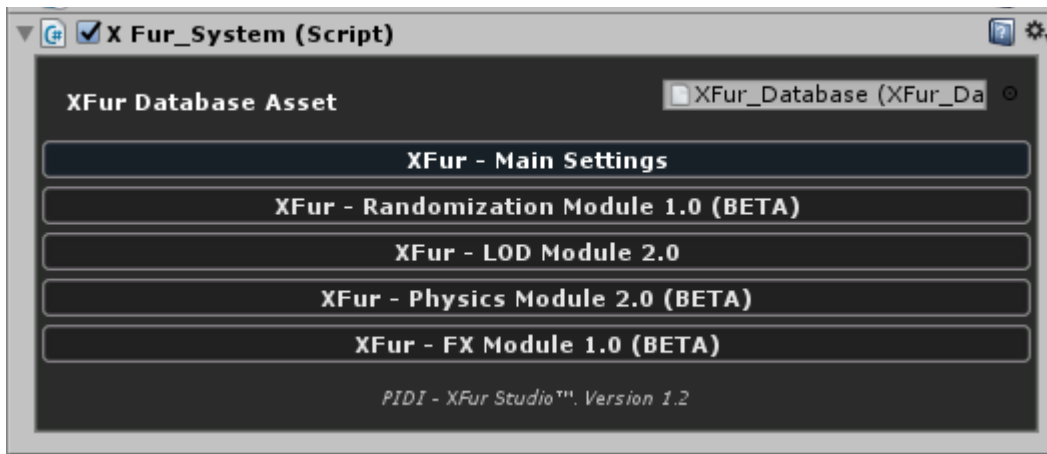 X Fur_System (Script)
XFur Database Asset XFur_Database (XFur_Da
XFur - Main Settings
XFur - Randomization Module 1.0 (BETA)
XFur - LOD Module 2.0
XFur - Physics Module 2.0 (BETA)
XFur - FX Module 1.0 (BETA)
PIDI - XFur Studio™. Version 1.2